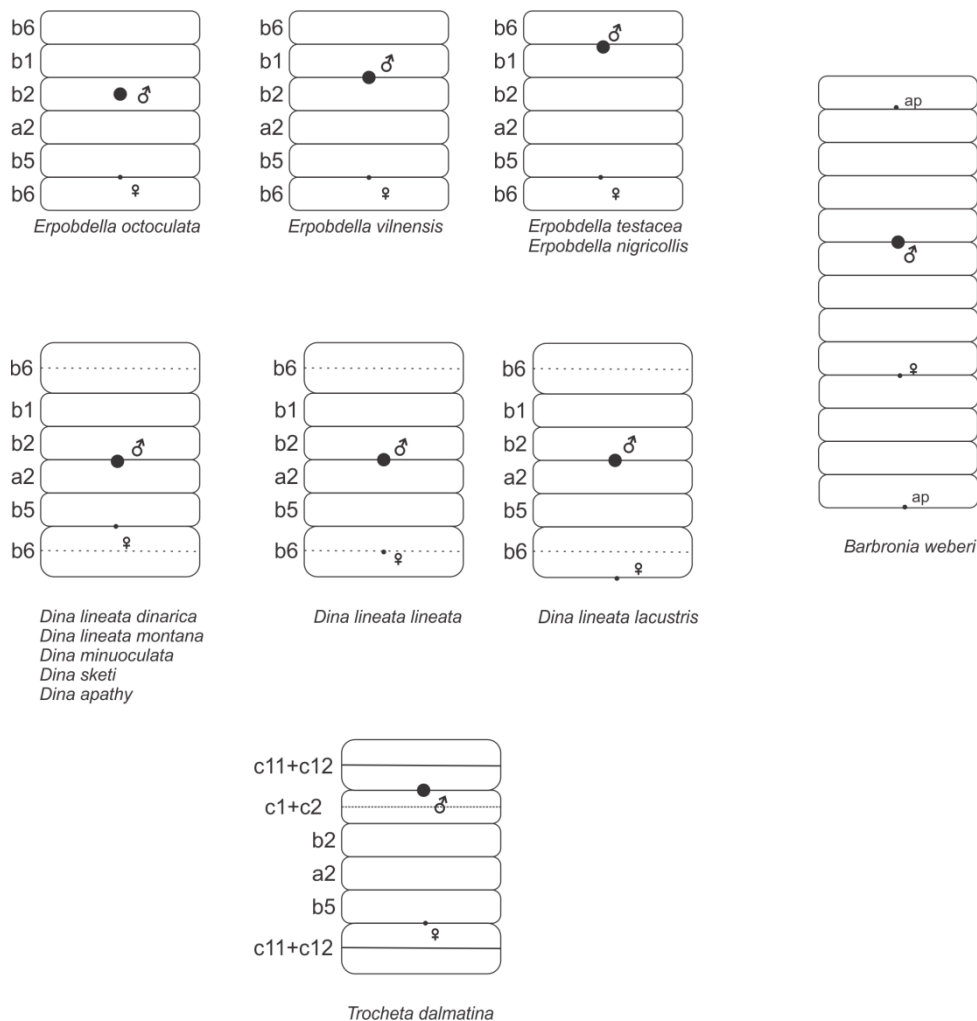 b6
b1
b2
a2
b5
b6
♂
♀
Erpobdella octoculata
b6
b1
b2
a2
b5
b6
♂
♀
Erpobdella vilnensis
b6
b1
b2
a2
b5
b6
♂
♀
Erpobdella testacea
Erpobdella nigricollis
ap
♂
♀
ap
Barbronia weberi
b6
b1
b2
a2
b5
b6
♂
♀
Dina lineata dinarica
Dina lineata montana
Dina minuoculata
Dina sketi
Dina apathy
b6
b1
b2
a2
b5
b6
♂
♀
Dina lineata lineata
b6
b1
b2
a2
b5
b6
♂
♀
Dina lineata lacustris
c11+c12
c1+c2
b2
a2
b5
c11+c12
♂
♀
Trocheta dalmatina